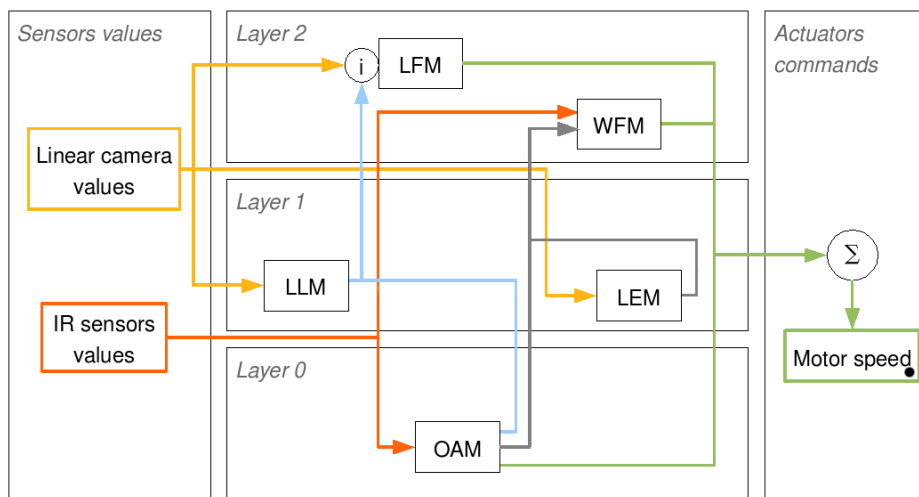 Sensors values
Layer 2
Actuators
commands
i
LFM
WFM
Linear camera
values
Layer 1
Σ
LLM
LEM
IR sensors
values
Motor speed
Layer 0
OAM